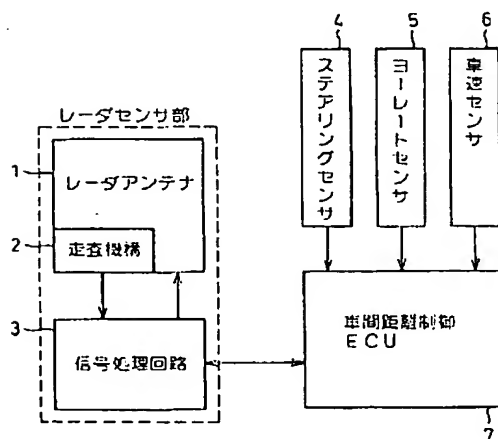 4
5
6
ステアリングセンサ
ヨーレートセンサ
車速センサ
レーダセンサ部
1
レーダアンテナ
2
走査機構
3
信号処理回路
車間距離制御
ECU
7